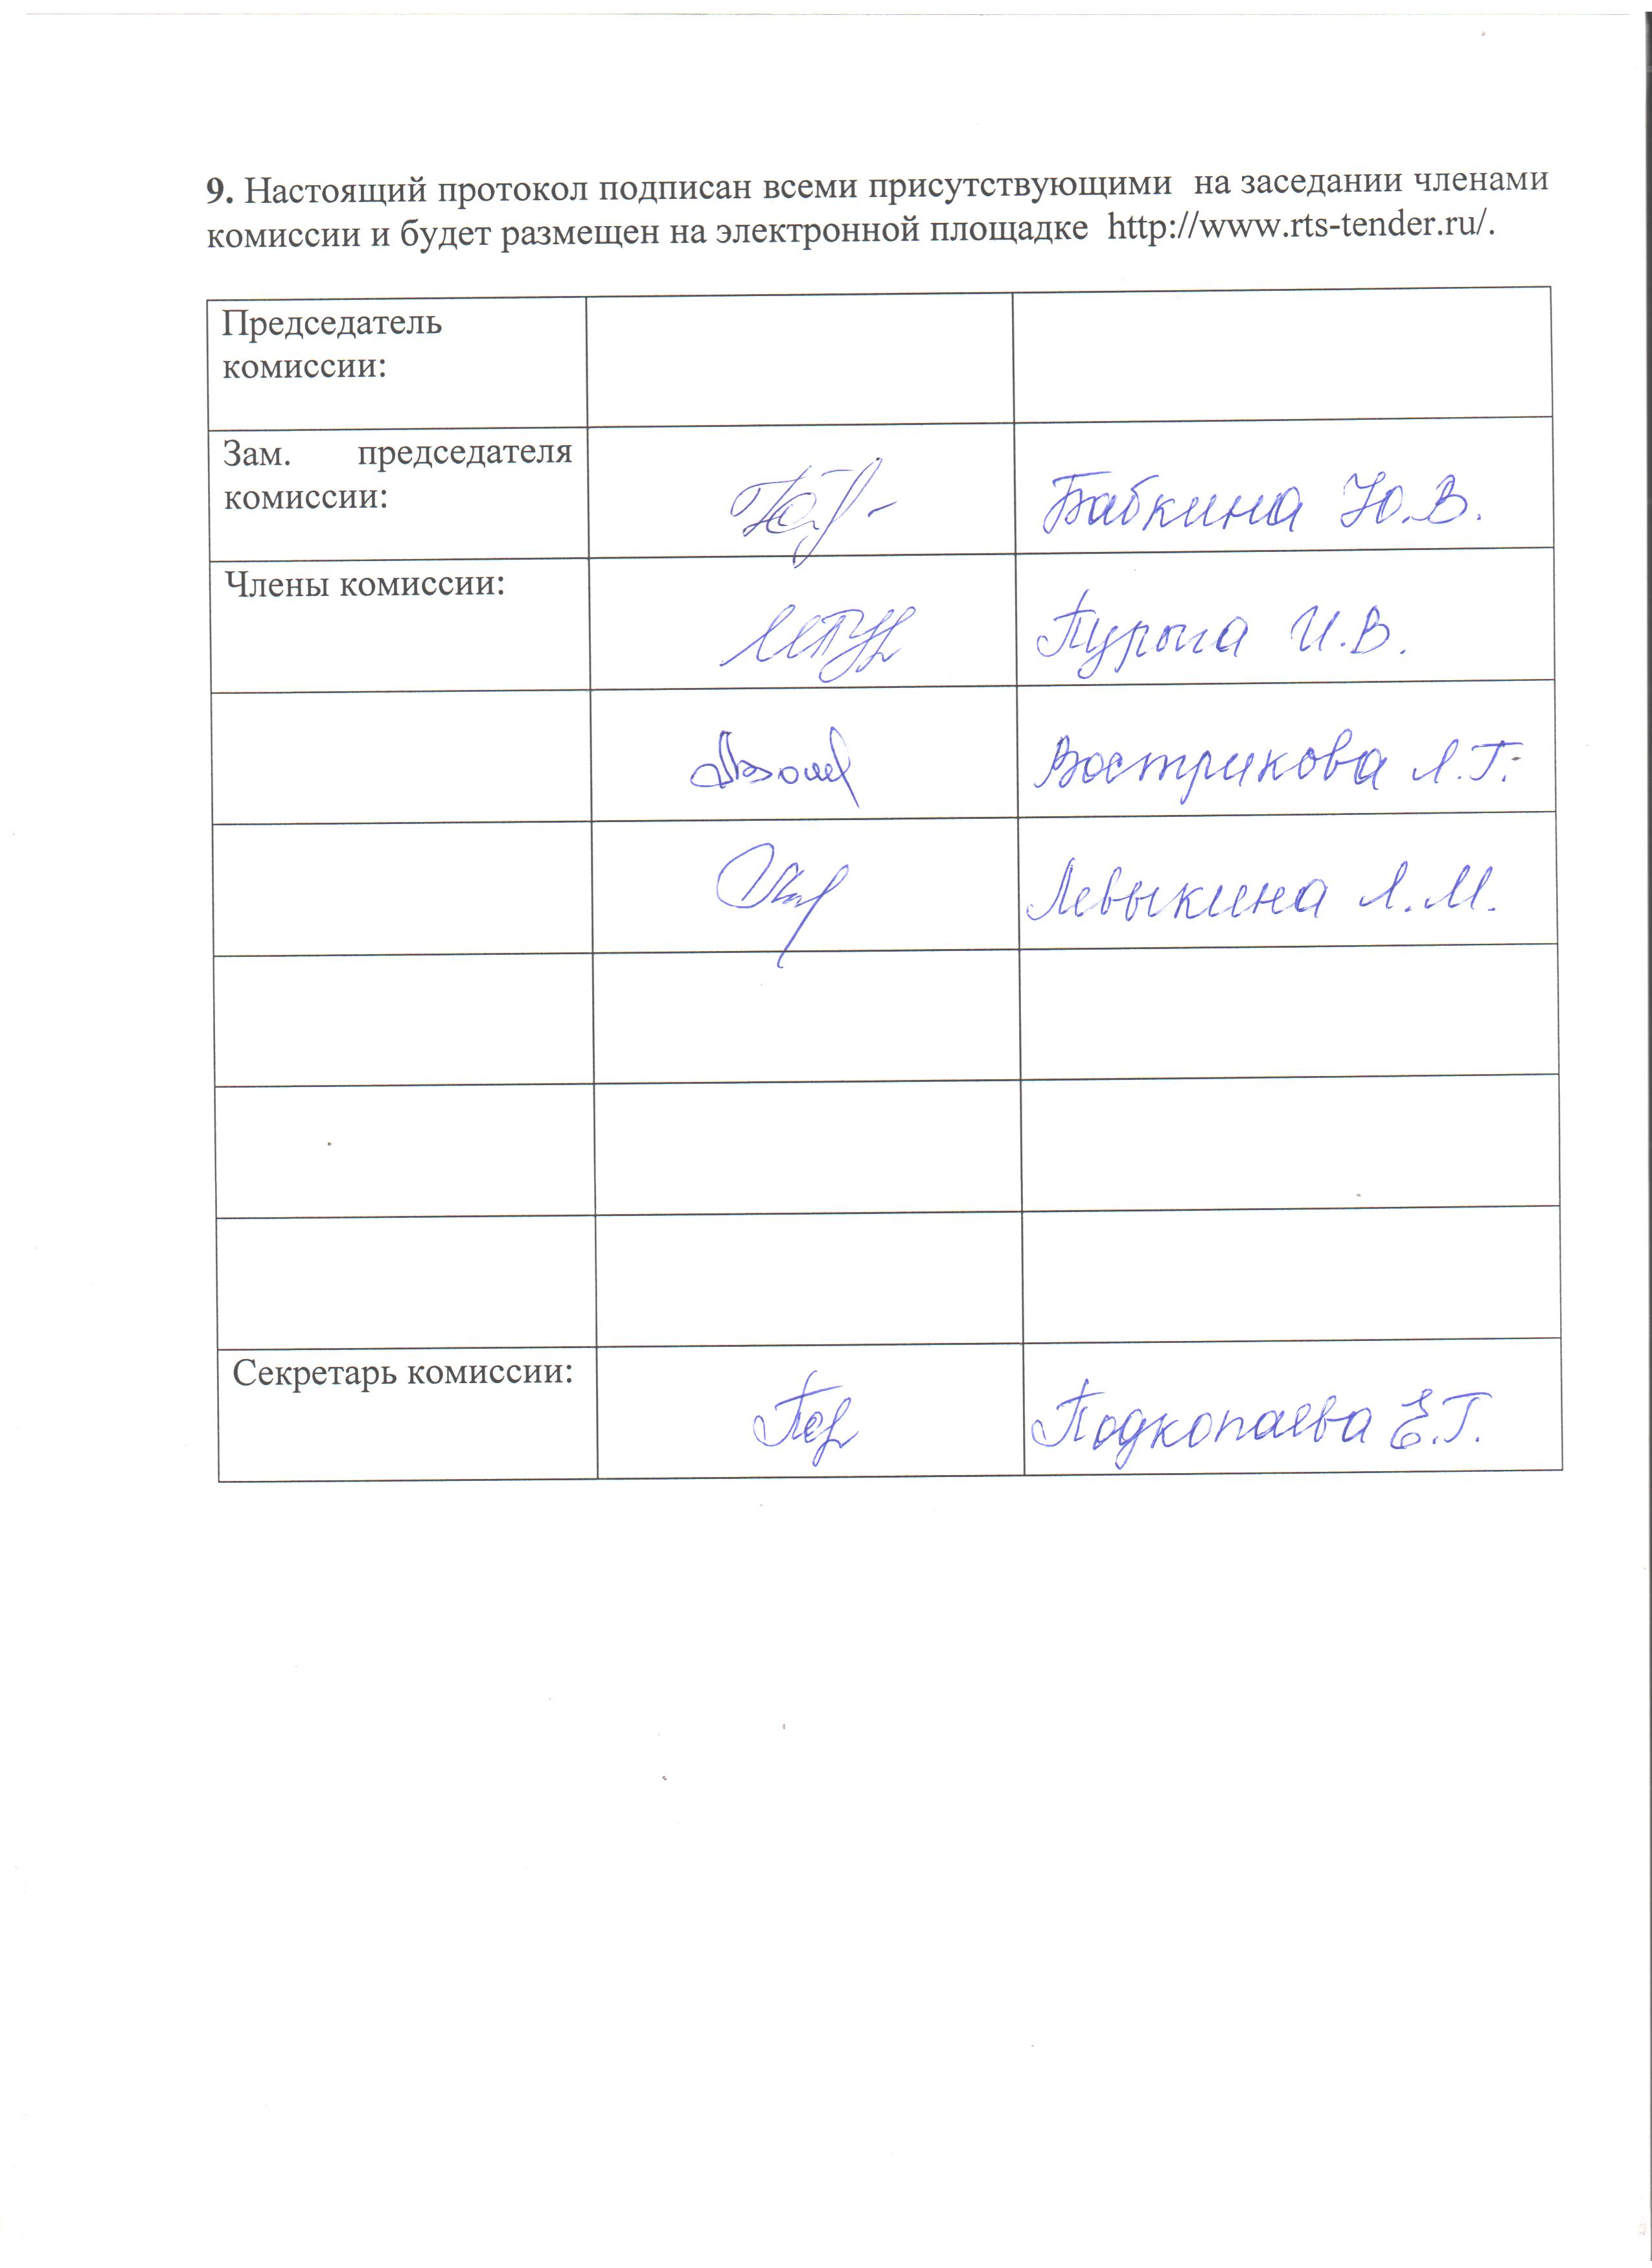 9. Настоящий протокол подписан всеми присутствующими на заседании членами
комиссии и будет размещен на электронной площадке http://www.rts-tender.ru/.
Председатель
комиссии:
Зам. председателя
комиссии:
Бабкина Ю.В.
Члены комиссии:
Пурыга И.В.
Вострикова Л.Г.
Левыкина Л.М.
Секретарь комиссии:
Подкопаева Е.Г.